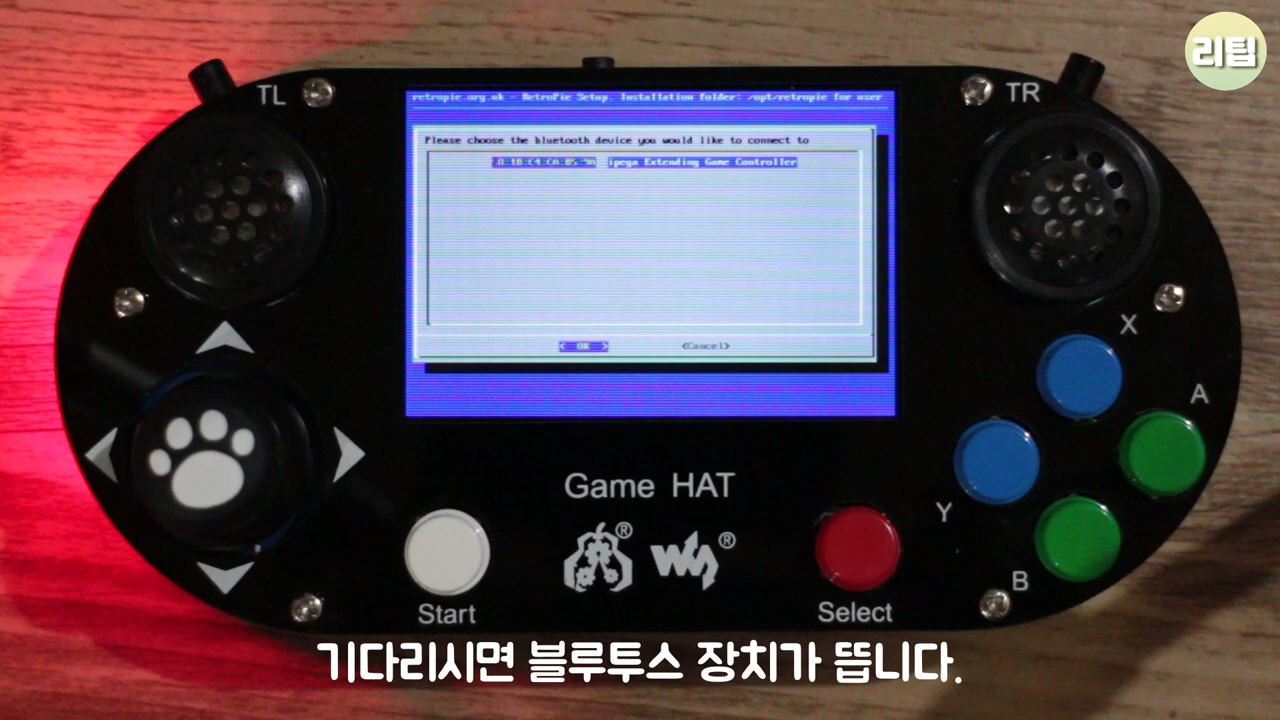 리팁
TL
TR
retropie.org.uk - RetroPie Setup. Installation folder: /opt/retropie for user
Please choose the bluetooth device you would like to connect to
ipega Extending Game Controller
< OK > <Cancel>
X
A
Y
B
Game HAT
® ®
Start
Select
기다리시면 블루투스 장치가 뜹니다.